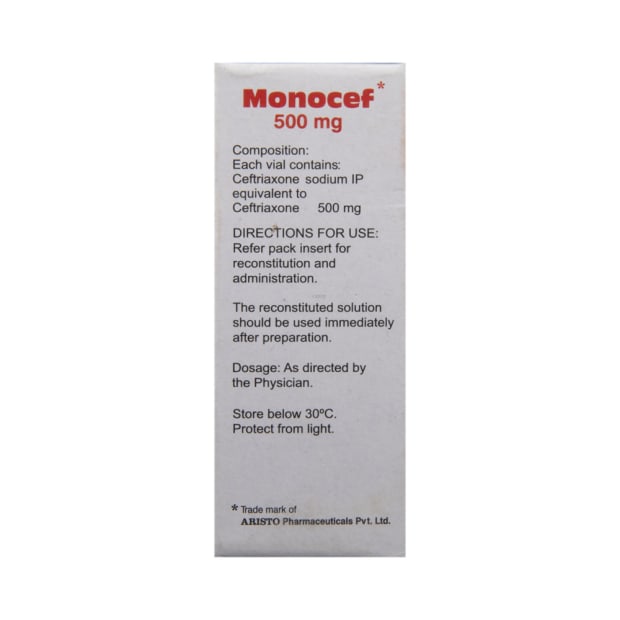 Monocef*
500 mg
Composition:
Each vial contains:
Ceftriaxone sodium IP
equivalent to
Ceftriaxone 500 mg
DIRECTIONS FOR USE:
Refer pack insert for
reconstitution and
administration.
The reconstituted solution
should be used immediately
after preparation.
Dosage: As directed by
the Physician.
Store below 30ºC.
Protect from light.
* Trade mark of
ARISTO Pharmaceuticals Pvt. Ltd.